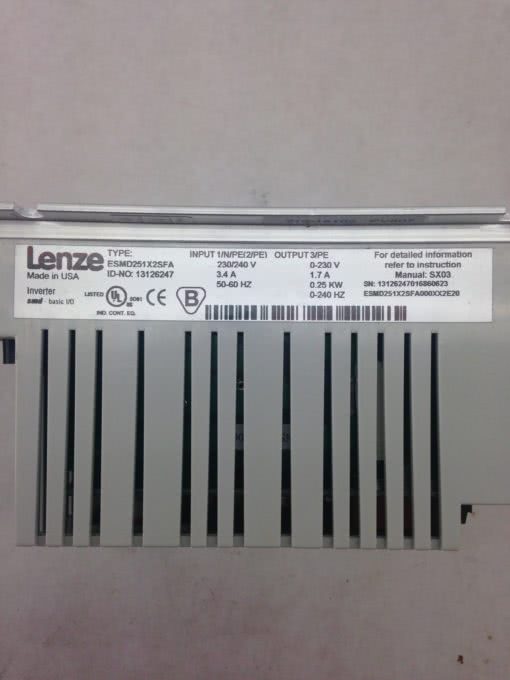 Lenze
Made in USA
Inverter
smd - basic I/O
TYPE:
ESMD251X2SFA
ID-NO: 13126247
LISTED UL
IND. CONT. EQ.
CE
B
INPUT 1/N/PE(2/PE)
230/240 V
3.4 A
50-60 HZ
OUTPUT 3/PE
0-230 V
1.7 A
0.25 KW
0-240 HZ
For detailed information
refer to instruction
Manual: SX03
SN: 13126247016860623
ESMD251X2SFA000XX2E20